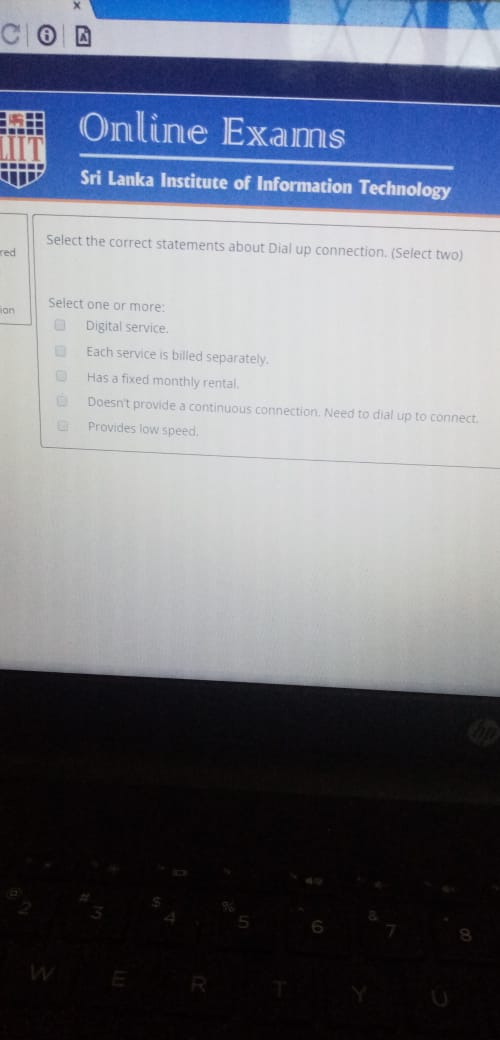 x
LIIT
Online Exams
Sri Lanka Institute of Information Technology
red
ion
Select the correct statements about Dial up connection. (Select two)
Select one or more:
Digital service.
Each service is billed separately.
Has a fixed monthly rental.
Doesn't provide a continuous connection. Need to dial up to connect.
Provides low speed.
hp
@ # $ % & *
2 3 4 5 6 7 8
W E R T Y U